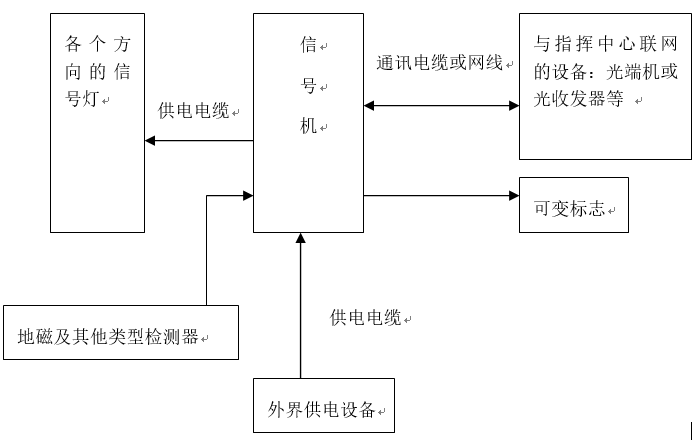 各个方
向的信
号灯
供电电缆
信
号
机
通讯电缆或网线
与指挥中心联网
的设备：光端机或
光收发器等
可变标志
地磁及其他类型检测器
供电电缆
外界供电设备